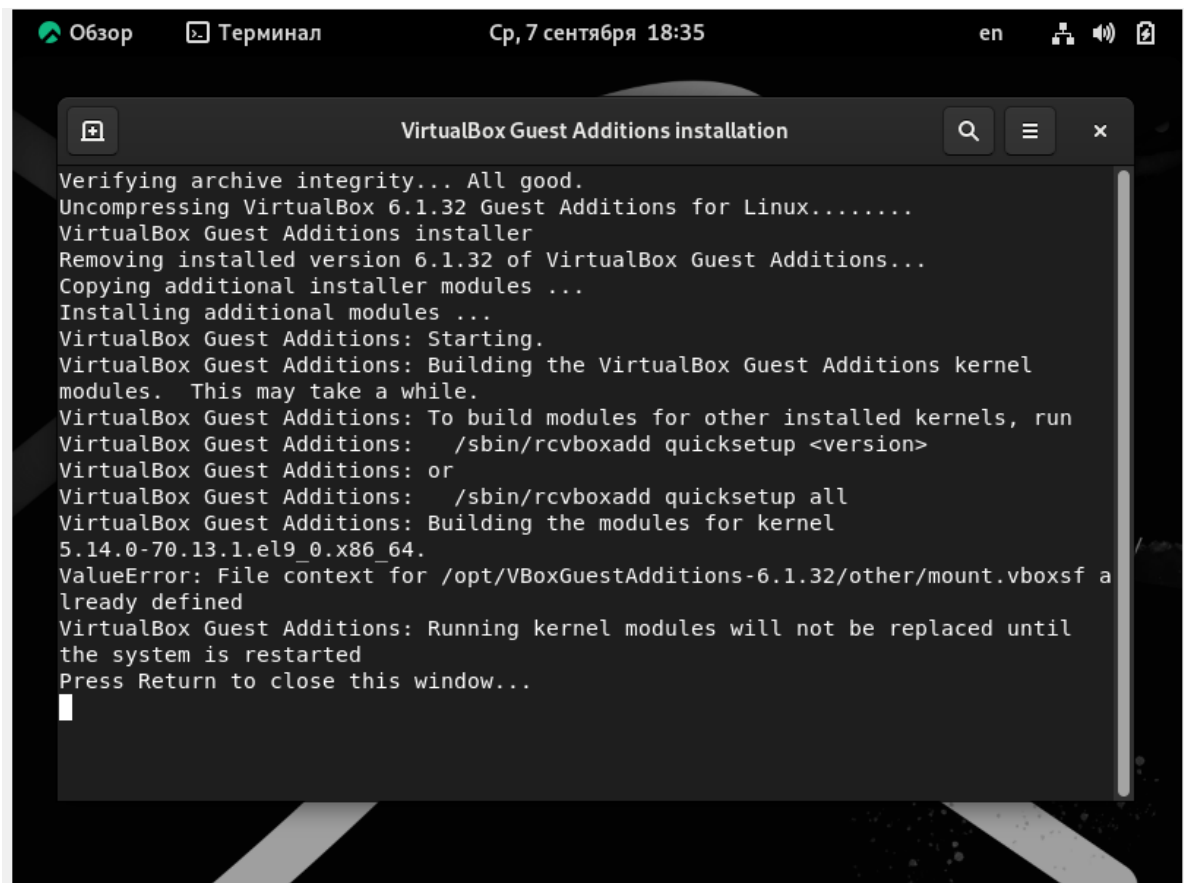 Обзор Терминал Ср, 7 сентября 18:35 en
VirtualBox Guest Additions installation
Verifying archive integrity... All good.
Uncompressing VirtualBox 6.1.32 Guest Additions for Linux........
VirtualBox Guest Additions installer
Removing installed version 6.1.32 of VirtualBox Guest Additions...
Copying additional installer modules ...
Installing additional modules ...
VirtualBox Guest Additions: Starting.
VirtualBox Guest Additions: Building the VirtualBox Guest Additions kernel
modules.  This may take a while.
VirtualBox Guest Additions: To build modules for other installed kernels, run
VirtualBox Guest Additions:   /sbin/rcvboxadd quicksetup <version>
VirtualBox Guest Additions: or
VirtualBox Guest Additions:   /sbin/rcvboxadd quicksetup all
VirtualBox Guest Additions: Building the modules for kernel
5.14.0-70.13.1.el9_0.x86_64.
ValueError: File context for /opt/VBoxGuestAdditions-6.1.32/other/mount.vboxsf a
lready defined
VirtualBox Guest Additions: Running kernel modules will not be replaced until
the system is restarted
Press Return to close this window...